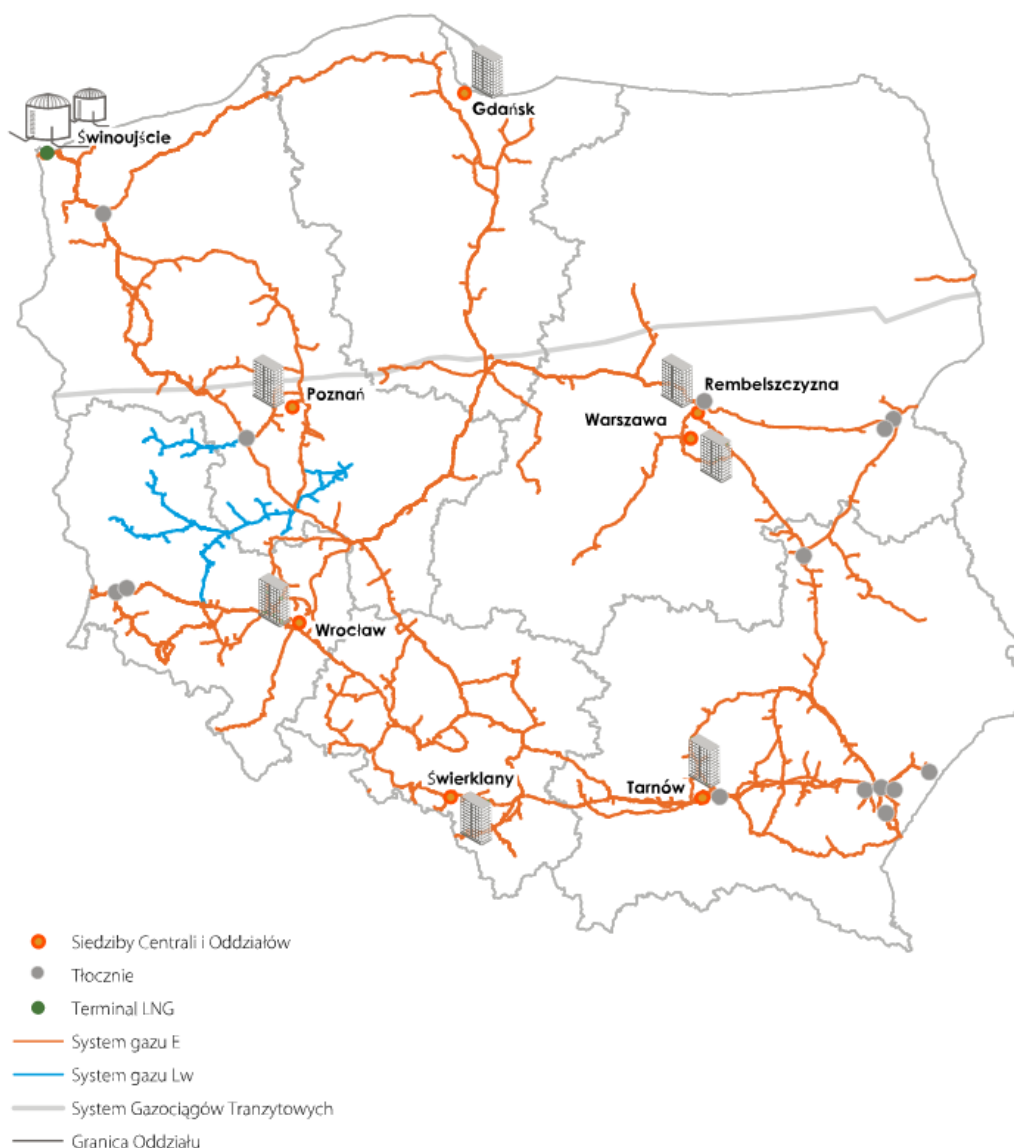 Gdańsk
Świnoujście
Poznań
Rembelszczyzna
Warszawa
Wrocław
Świerklany
Tarnów
Siedziby Centrali i Oddziałów
Tłocznie
Terminal LNG
System gazu E
System gazu Lw
System Gazociągów Tranzytowych
Granica Oddziału